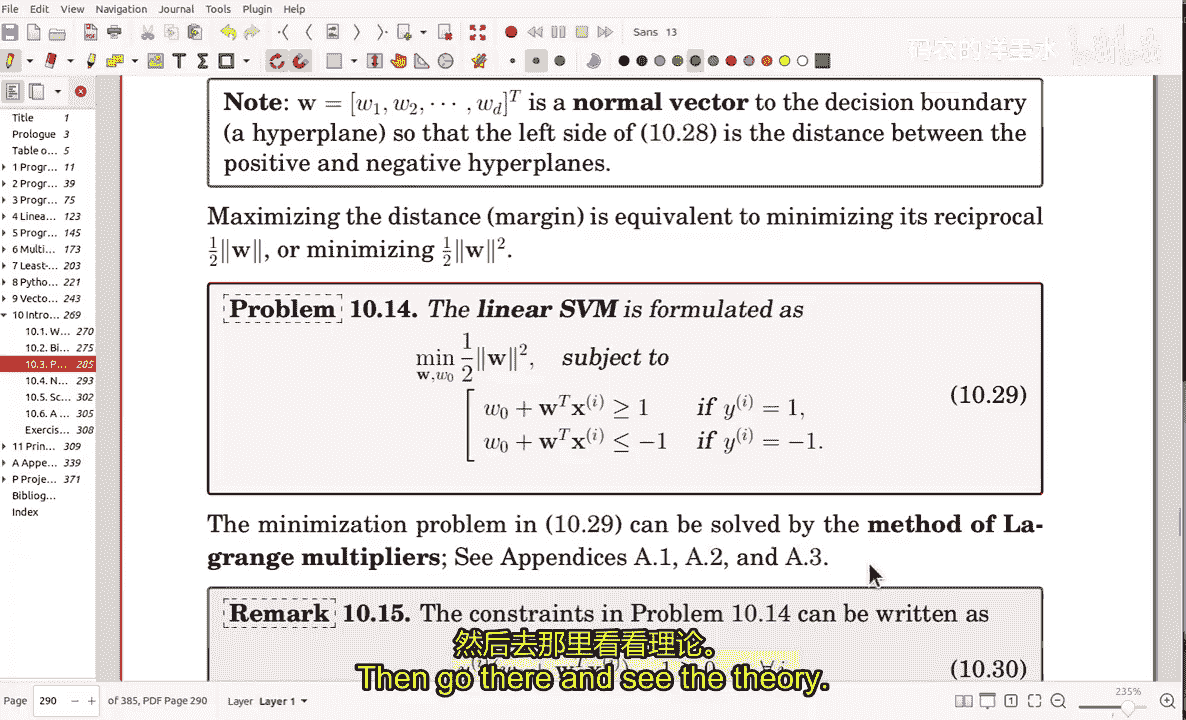 File Edit View Navigation Journal Tools Plugin Help
Sans 13
Title 1
Prologue 3
Table o... 5
1 Progr... 11
2 Progr... 39
3 Progr... 75
4 Linea... 123
5 Progr... 145
6 Multi... 173
7 Least-... 203
8 Pytho... 221
9 Vecto... 243
10 Intro... 269
10.1. W... 270
10.2. Bi... 275
10.3. P... 285
10.4. N... 293
10.5. Sc... 302
10.6. A ... 305
Exercis... 308
11 Prin... 309
A Appe... 339
P Proje... 371
Bibliog...
Index
Note: w = [w₁, w₂, ⋯ , w_d]^T is a normal vector to the decision boundary
(a hyperplane) so that the left side of (10.28) is the distance between the
positive and negative hyperplanes.
Maximizing the distance (margin) is equivalent to minimizing its reciprocal
½‖w‖, or minimizing ½‖w‖².
Problem 10.14. The linear SVM is formulated as
min_{w,w₀} ½‖w‖², subject to
w₀ + w^T x^(i) ≥ 1 if y^(i) = 1,
(10.29)
w₀ + w^T x^(i) ≤ −1 if y^(i) = −1.
The minimization problem in (10.29) can be solved by the method of La-
grange multipliers; See Appendices A.1, A.2, and A.3.
Remark 10.15. The constraints in Problem 10.14 can be written as
(10.30)
然后去那里看看理论。
Then go there and see the theory.
Page 290 of 385, PDF Page 290 Layer Layer 1 235%